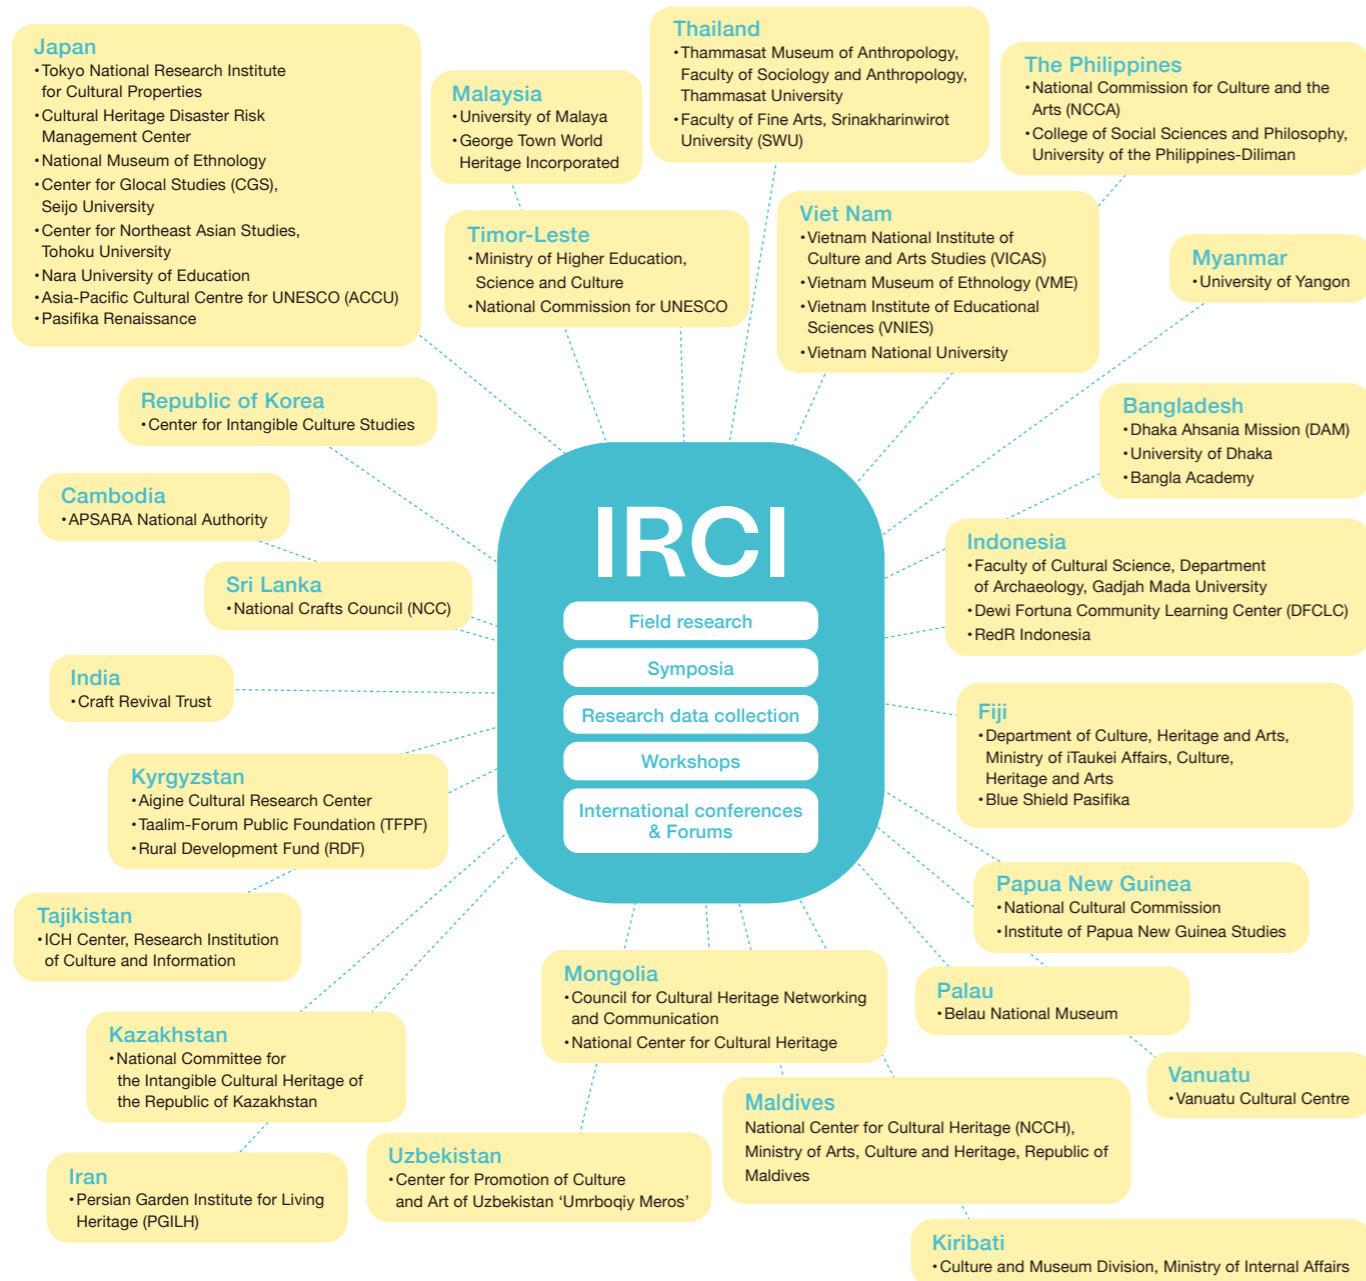 Japan
・Tokyo National Research Institute
for Cultural Properties
・Cultural Heritage Disaster Risk
Management Center
・National Museum of Ethnology
・Center for Glocal Studies (CGS),
Seijo University
・Center for Northeast Asian Studies,
Tohoku University
・Nara University of Education
・Asia-Pacific Cultural Centre for UNESCO (ACCU)
・Pasifika Renaissance
Malaysia
・University of Malaya
・George Town World
Heritage Incorporated
Thailand
・Thammasat Museum of Anthropology,
Faculty of Sociology and Anthropology,
Thammasat University
・Faculty of Fine Arts, Srinakharinwirot
University (SWU)
The Philippines
・National Commission for Culture and the
Arts (NCCA)
・College of Social Sciences and Philosophy,
University of the Philippines-Diliman
Timor-Leste
・Ministry of Higher Education,
Science and Culture
・National Commission for UNESCO
Viet Nam
・Vietnam National Institute of
Culture and Arts Studies (VICAS)
・Vietnam Museum of Ethnology (VME)
・Vietnam Institute of Educational
Sciences (VNIES)
・Vietnam National University
Myanmar
・University of Yangon
Republic of Korea
・Center for Intangible Culture Studies
Bangladesh
・Dhaka Ahsania Mission (DAM)
・University of Dhaka
・Bangla Academy
Cambodia
・APSARA National Authority
Sri Lanka
・National Crafts Council (NCC)
IRCI
Field research
Symposia
Research data collection
Workshops
International conferences
& Forums
Indonesia
・Faculty of Cultural Science, Department
of Archaeology, Gadjah Mada University
・Dewi Fortuna Community Learning Center (DFCLC)
・RedR Indonesia
India
・Craft Revival Trust
Fiji
・Department of Culture, Heritage and Arts,
Ministry of iTaukei Affairs, Culture,
Heritage and Arts
・Blue Shield Pasifika
Kyrgyzstan
・Aigine Cultural Research Center
・Taalim-Forum Public Foundation (TFPF)
・Rural Development Fund (RDF)
Papua New Guinea
・National Cultural Commission
・Institute of Papua New Guinea Studies
Tajikistan
・ICH Center, Research Institution
of Culture and Information
Mongolia
・Council for Cultural Heritage Networking
and Communication
・National Center for Cultural Heritage
Palau
・Belau National Museum
Kazakhstan
・National Committee for
the Intangible Cultural Heritage of
the Republic of Kazakhstan
Vanuatu
・Vanuatu Cultural Centre
Maldives
National Center for Cultural Heritage (NCCH),
Ministry of Arts, Culture and Heritage, Republic of
Maldives
Iran
・Persian Garden Institute for Living
Heritage (PGILH)
Uzbekistan
・Center for Promotion of Culture
and Art of Uzbekistan ‘Umrboqiy Meros’
Kiribati
・Culture and Museum Division, Ministry of Internal Affairs